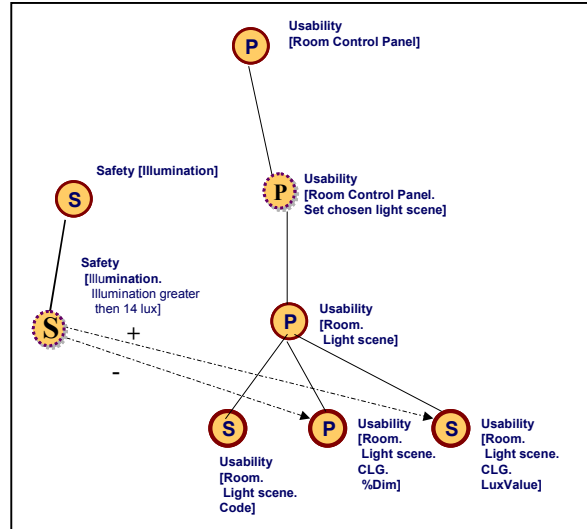 Usability
[Room Control Panel]
P
Safety [Illumination]
S
P
Usability
[Room Control Panel.
Set chosen light scene]
Safety
[Illumination.
Illumination greater
then 14 lux]
S
+
-
P
Usability
[Room.
Light scene]
S
P
S
Usability
[Room.
Light scene.
Code]
Usability
[Room.
Light scene.
CLG.
%Dim]
Usability
[Room.
Light scene.
CLG.
LuxValue]